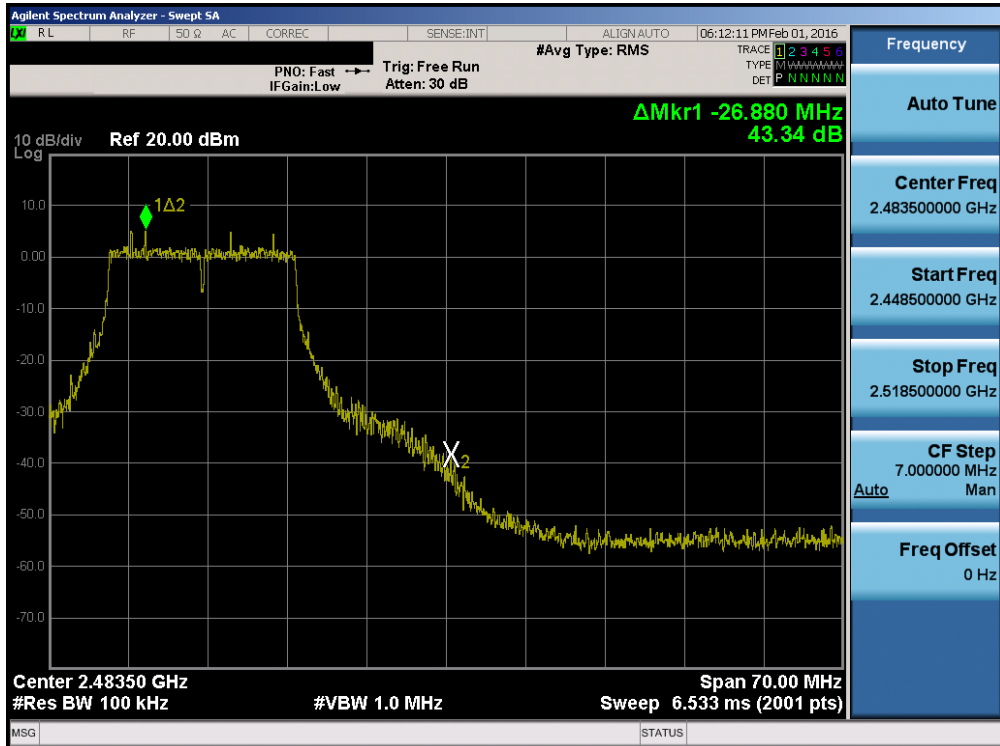 Agilent Spectrum Analyzer - Swept SA
LXI RL RF 50 Ω AC CORREC SENSE:INT ALIGN AUTO 06:12:11 PM Feb 01, 2016
#Avg Type: RMS TRACE 1 2 3 4 5 6
PNO: Fast Trig: Free Run TYPE M WWWWW
IFGain:Low Atten: 30 dB DET P N N N N N
ΔMkr1 -26.880 MHz
43.34 dB
10 dB/div Ref 20.00 dBm
Log
1Δ2
10.0
0.00
-10.0
-20.0
-30.0
-40.0
X2
-50.0
-60.0
-70.0
Center 2.48350 GHz Span 70.00 MHz
#Res BW 100 kHz #VBW 1.0 MHz Sweep 6.533 ms (2001 pts)
MSG STATUS
Frequency
Auto Tune
Center Freq
2.483500000 GHz
Start Freq
2.448500000 GHz
Stop Freq
2.518500000 GHz
CF Step
7.000000 MHz
Auto Man
Freq Offset
0 Hz